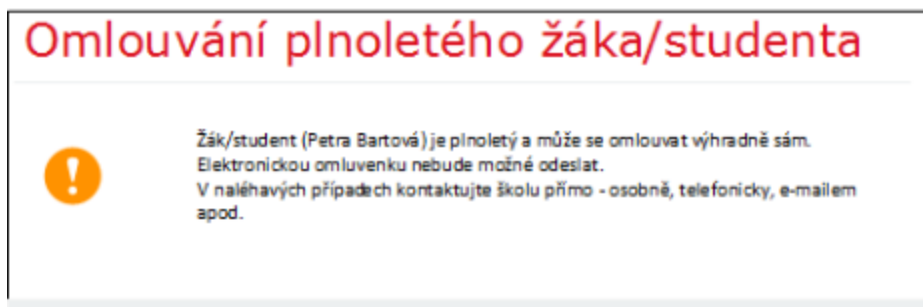 Omlouvání plnoletého žáka/studenta
Žák/student (Petra Bartová) je plnoletý a může se omlouvat výhradně sám.
Elektronickou omluvenku nebude možné odeslat.
V naléhavých případech kontaktujte školu přímo - osobně, telefonicky, e-mailem
apod.